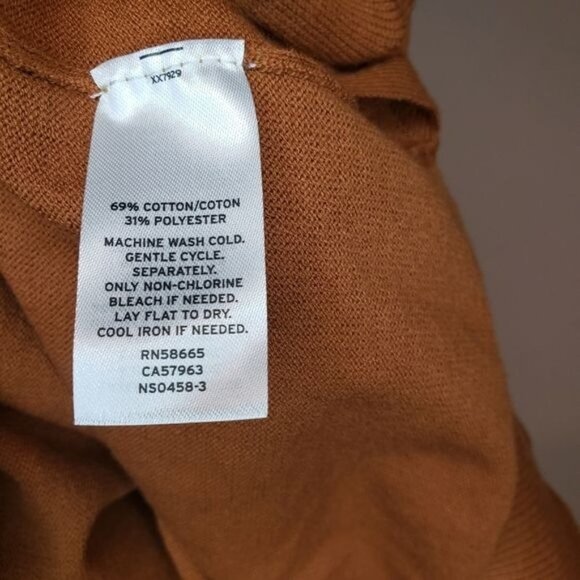 XX7929
69% COTTON/COTON
31% POLYESTER
MACHINE WASH COLD.
GENTLE CYCLE.
SEPARATELY.
ONLY NON-CHLORINE
BLEACH IF NEEDED.
LAY FLAT TO DRY.
COOL IRON IF NEEDED.
RN58665
CA57963
NS0458-3